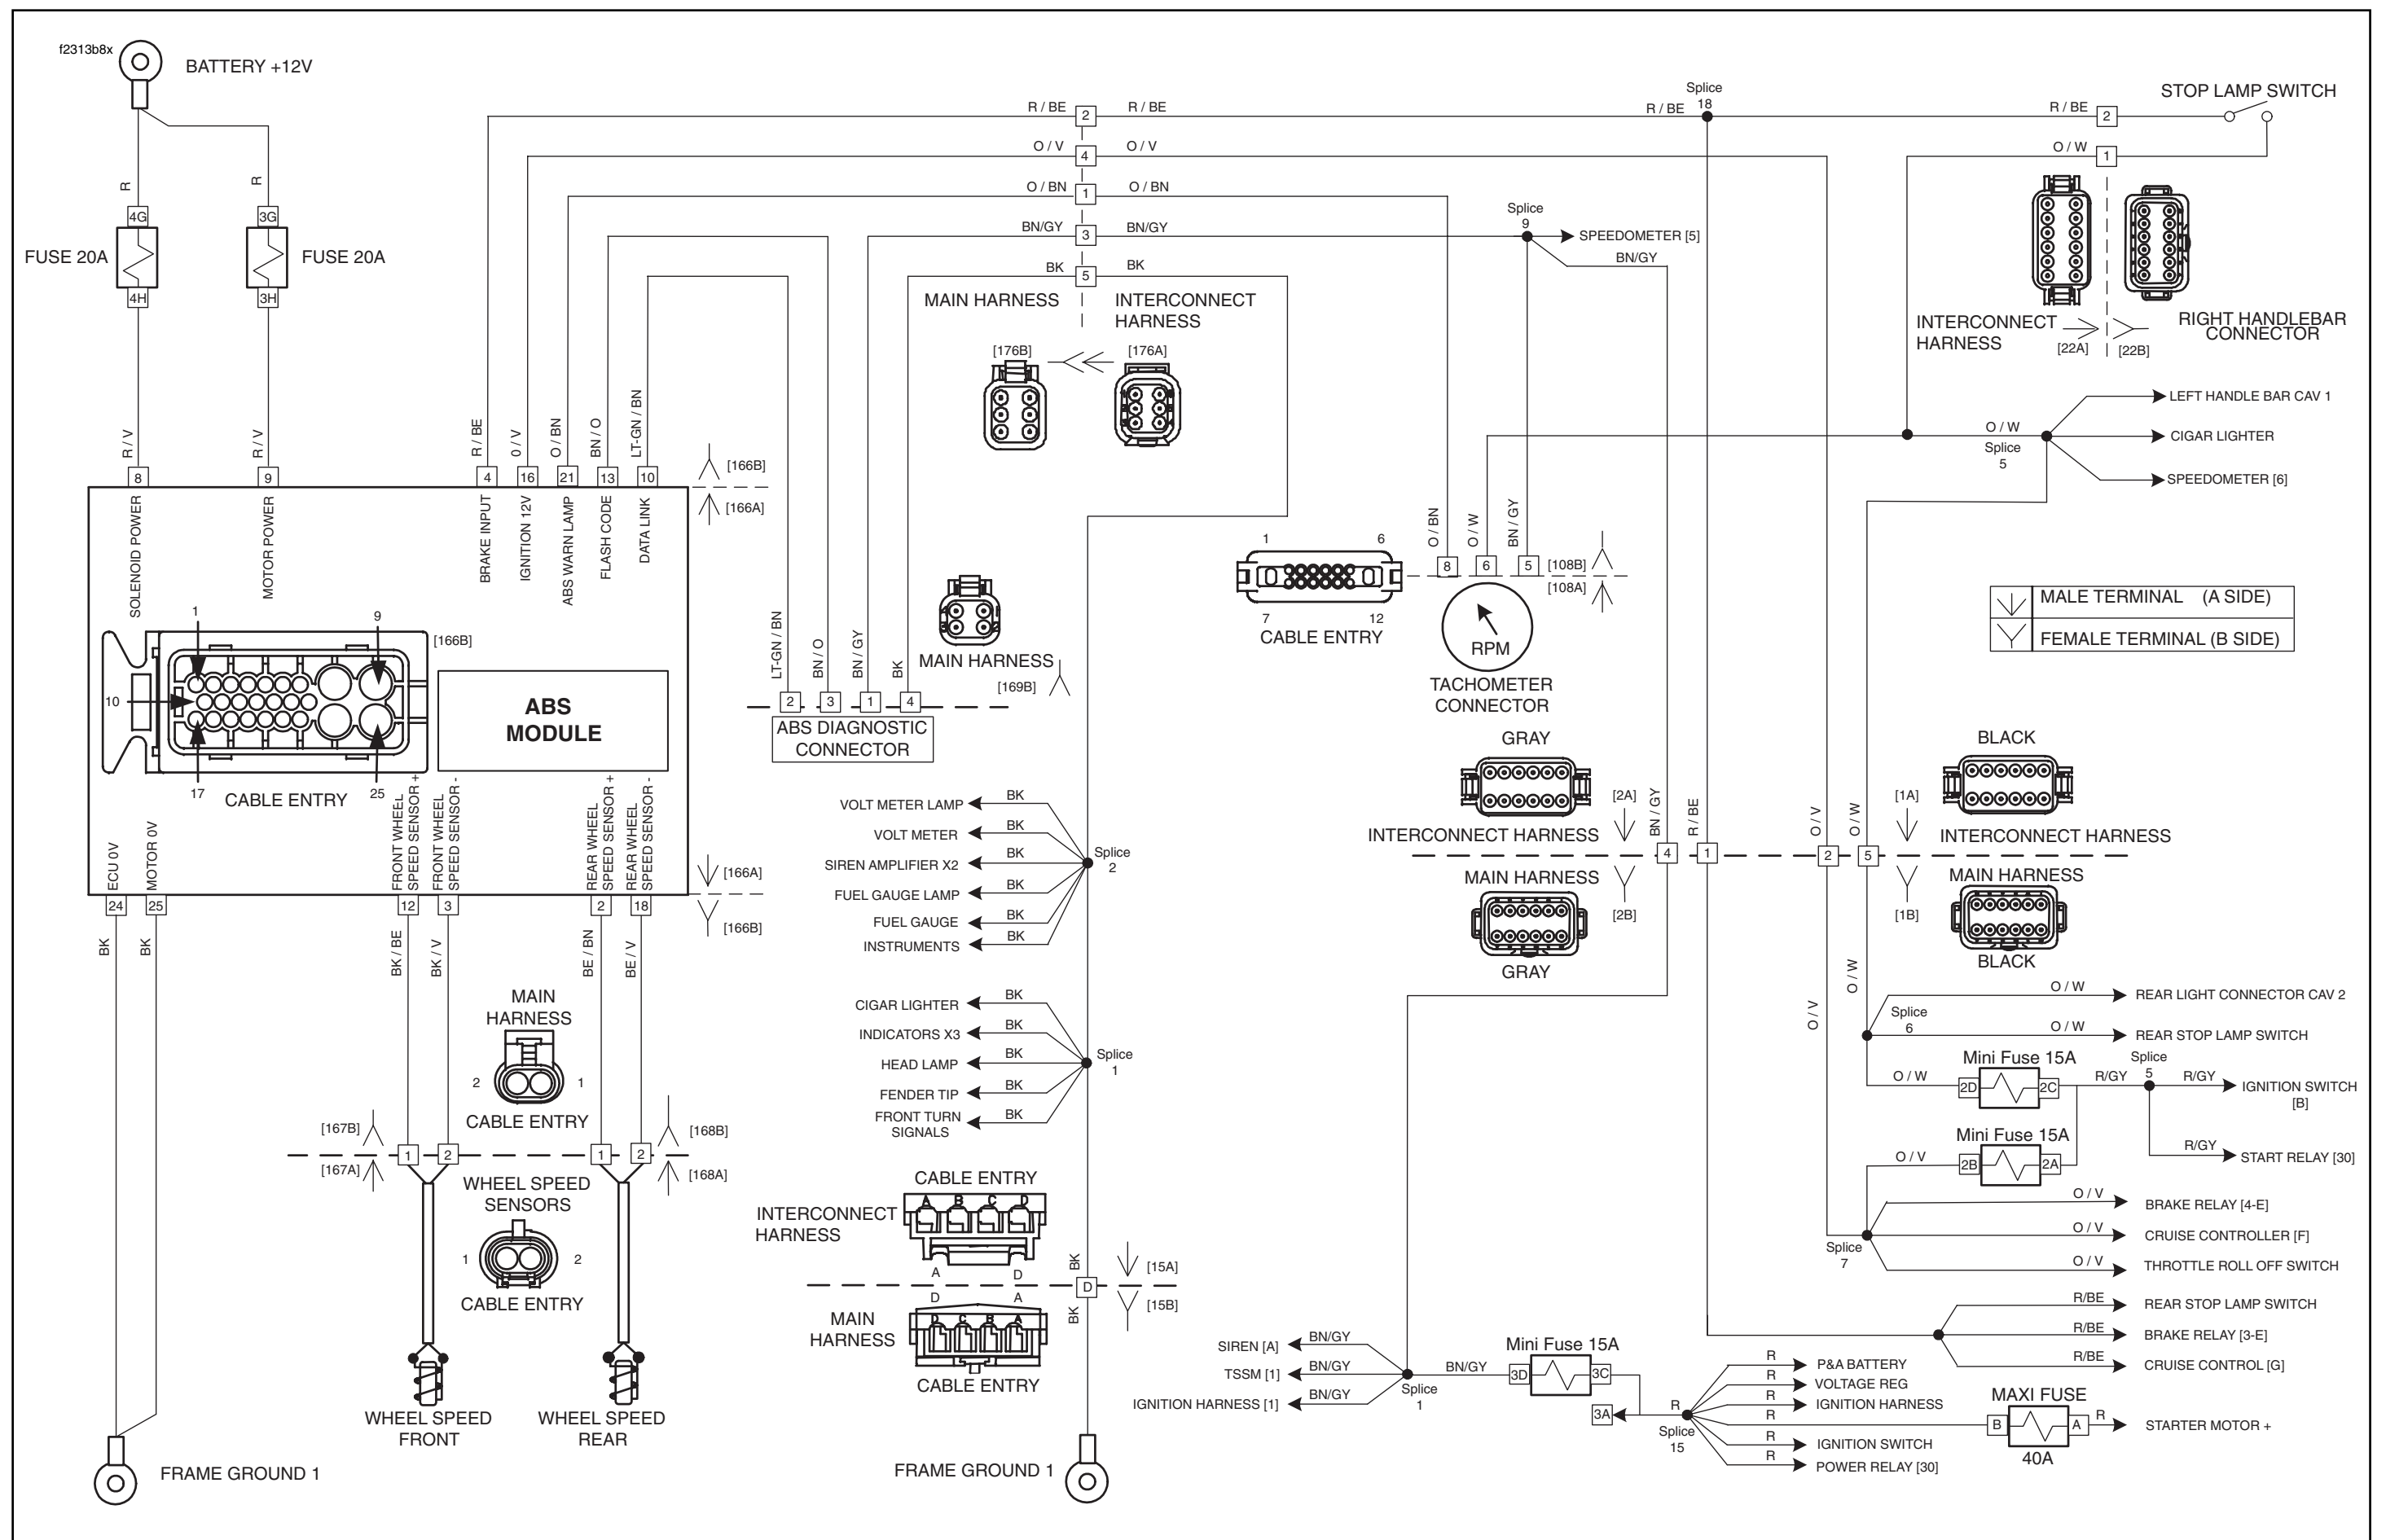 f2313b8x
BATTERY +12V
R
R
4G
3G
FUSE 20A
FUSE 20A
4H
3H
R / V
R / V
8
9
SOLENOID POWER
MOTOR POWER
R / BE
0 / V
O / BN
BN / O
LT-GN / BN
4
16
21
13
10
[166B]
[166A]
BRAKE INPUT
IGNITION 12V
ABS WARN LAMP
FLASH CODE
DATA LINK
1
9
[166B]
10
17
25
CABLE ENTRY
ABS
MODULE
ECU 0V
MOTOR 0V
FRONT WHEEL
SPEED SENSOR +
FRONT WHEEL
SPEED SENSOR -
REAR WHEEL
SPEED SENSOR +
REAR WHEEL
SPEED SENSOR -
24
25
12
3
2
18
[166A]
[166B]
BK
BK
BK / BE
BK / V
BE / BN
BE / V
MAIN
HARNESS
2
1
CABLE ENTRY
[167B]
[167A]
1
2
1
2
[168B]
[168A]
WHEEL SPEED
SENSORS
1
2
CABLE ENTRY
WHEEL SPEED
FRONT
WHEEL SPEED
REAR
FRAME GROUND 1
R / BE
2
R / BE
O / V
4
O / V
O / BN
1
O / BN
BN/GY
3
BN/GY
BK
5
BK
MAIN HARNESS
INTERCONNECT
HARNESS
[176B]
[176A]
LT-GN / BN
BN / O
BN / GY
BK
MAIN HARNESS
[169B]
2
3
1
4
ABS DIAGNOSTIC
CONNECTOR
VOLT METER LAMP
BK
VOLT METER
BK
SIREN AMPLIFIER X2
BK
FUEL GAUGE LAMP
BK
FUEL GAUGE
BK
INSTRUMENTS
BK
Splice
2
CIGAR LIGHTER
BK
INDICATORS X3
BK
HEAD LAMP
BK
FENDER TIP
BK
FRONT TURN
SIGNALS
BK
Splice
1
CABLE ENTRY
A B C D
INTERCONNECT
HARNESS
A
D
BK
D
[15A]
D
A
BK
[15B]
MAIN
HARNESS
D C B A
CABLE ENTRY
FRAME GROUND 1
R / BE
Splice
18
R / BE
2
STOP LAMP SWITCH
O / W
1
Splice
9
SPEEDOMETER [5]
BN/GY
INTERCONNECT
HARNESS
[22A]
[22B]
RIGHT HANDLEBAR
CONNECTOR
LEFT HANDLE BAR CAV 1
O / W
Splice
5
CIGAR LIGHTER
SPEEDOMETER [6]
O / BN
O / W
BN / GY
1
6
8
6
5
[108B]
[108A]
7
12
CABLE ENTRY
RPM
TACHOMETER
CONNECTOR
MALE TERMINAL (A SIDE)
FEMALE TERMINAL (B SIDE)
GRAY
[2A]
INTERCONNECT HARNESS
BN / GY
R / BE
O / V
O / W
BLACK
[1A]
INTERCONNECT HARNESS
4
1
2
5
MAIN HARNESS
[2B]
GRAY
MAIN HARNESS
[1B]
BLACK
O / W
O / V
O / W
REAR LIGHT CONNECTOR CAV 2
Splice
6
O / W
REAR STOP LAMP SWITCH
Mini Fuse 15A
Splice
5
O / W
2D
2C
R/GY
R/GY
IGNITION SWITCH
[B]
Mini Fuse 15A
O / V
2B
2A
R/GY
START RELAY [30]
O / V
BRAKE RELAY [4-E]
O / V
CRUISE CONTROLLER [F]
Splice
7
O / V
THROTTLE ROLL OFF SWITCH
R/BE
REAR STOP LAMP SWITCH
R/BE
BRAKE RELAY [3-E]
R/BE
CRUISE CONTROL [G]
SIREN [A]
BN/GY
TSSM [1]
BN/GY
IGNITION HARNESS [1]
BN/GY
Splice
1
BN/GY
Mini Fuse 15A
3D
3C
3A
R
Splice
15
R
P&A BATTERY
R
VOLTAGE REG
R
IGNITION HARNESS
R
MAXI FUSE
B
A
R
STARTER MOTOR +
40A
R
IGNITION SWITCH
R
POWER RELAY [30]